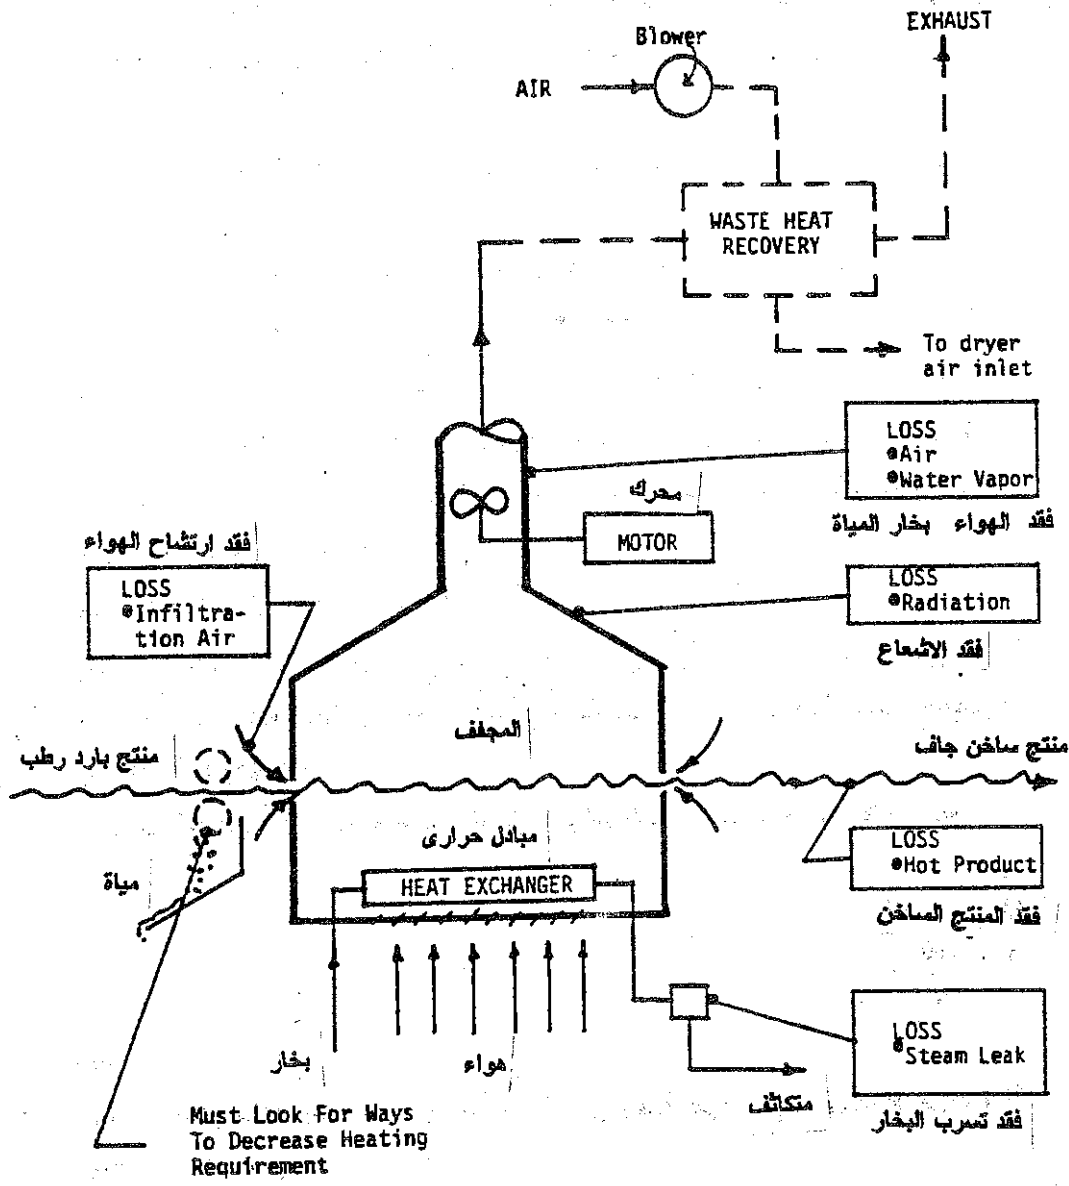 EXHAUST
Blower
AIR
WASTE HEAT
RECOVERY
To dryer
air inlet
LOSS
Air
Water Vapor
فقد الهواء بخار المياة
محرك
MOTOR
فقد ارتشاح الهواء
LOSS
Infiltra-
tion Air
LOSS
Radiation
فقد الاشعاع
المجفف
منتج بارد رطب
منتج ساخن جاف
مبادل حرارى
HEAT EXCHANGER
LOSS
Hot Product
فقد المنتج الساخن
مياة
بخار
هواء
LOSS
Steam Leak
فقد تسرب البخار
متكاثف
Must Look For Ways
To Decrease Heating
Requirement